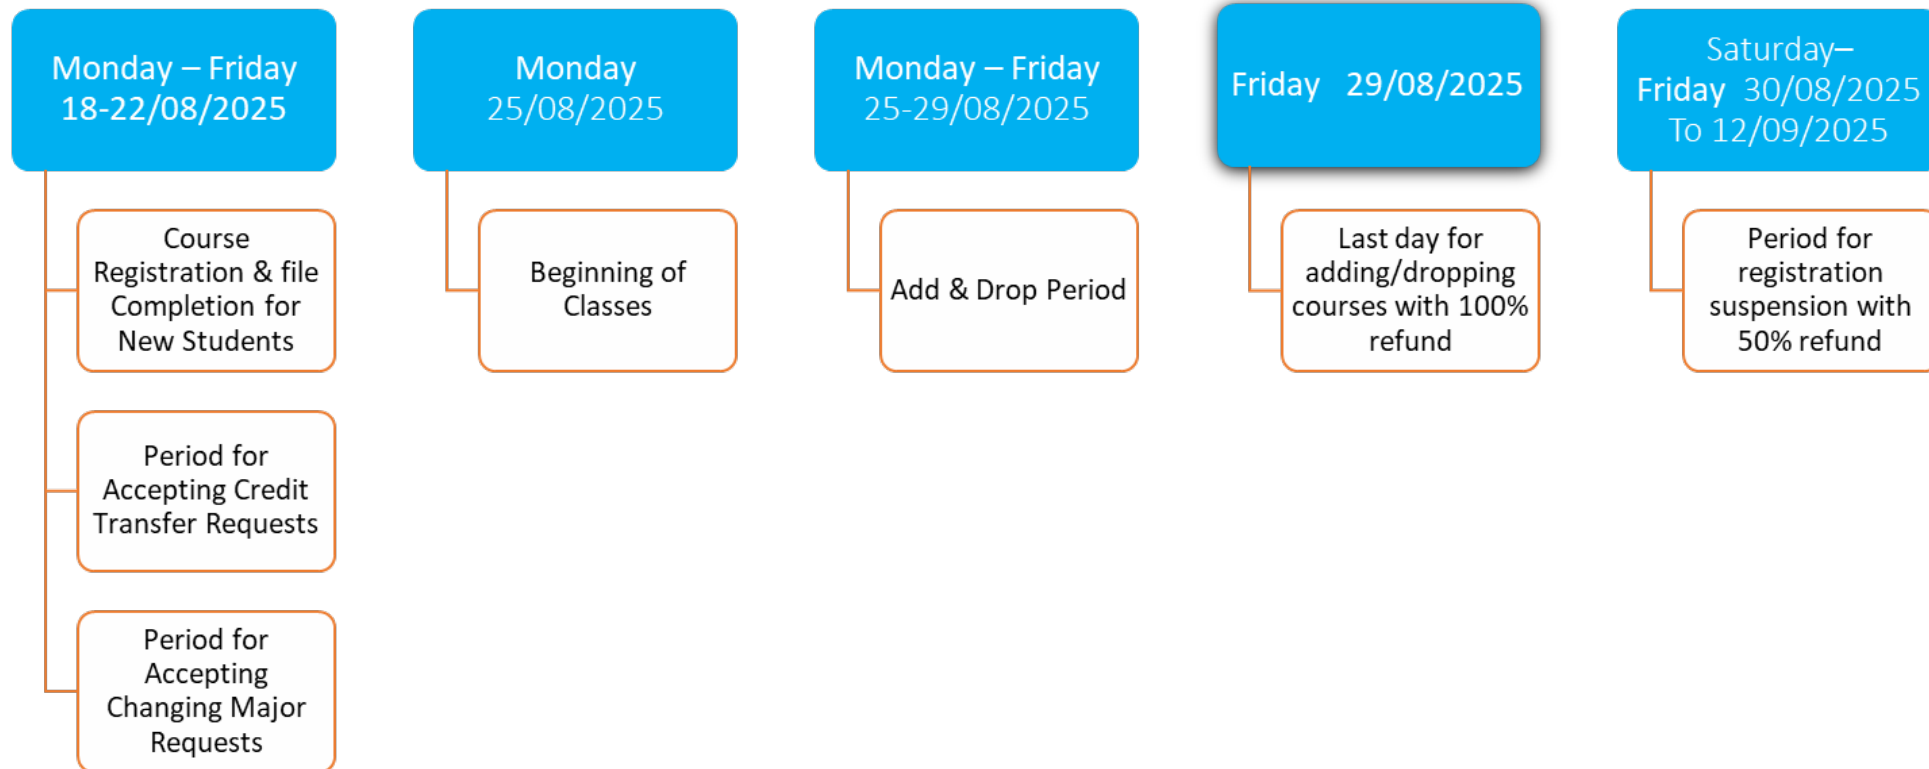 Monday – Friday
18-22/08/2025
Course
Registration & file
Completion for
New Students
Period for
Accepting Credit
Transfer Requests
Period for
Accepting
Changing Major
Requests
Monday
25/08/2025
Beginning of
Classes
Monday – Friday
25-29/08/2025
Add & Drop Period
Friday 29/08/2025
Last day for
adding/dropping
courses with 100%
refund
Saturday–
Friday 30/08/2025
To 12/09/2025
Period for
registration
suspension with
50% refund